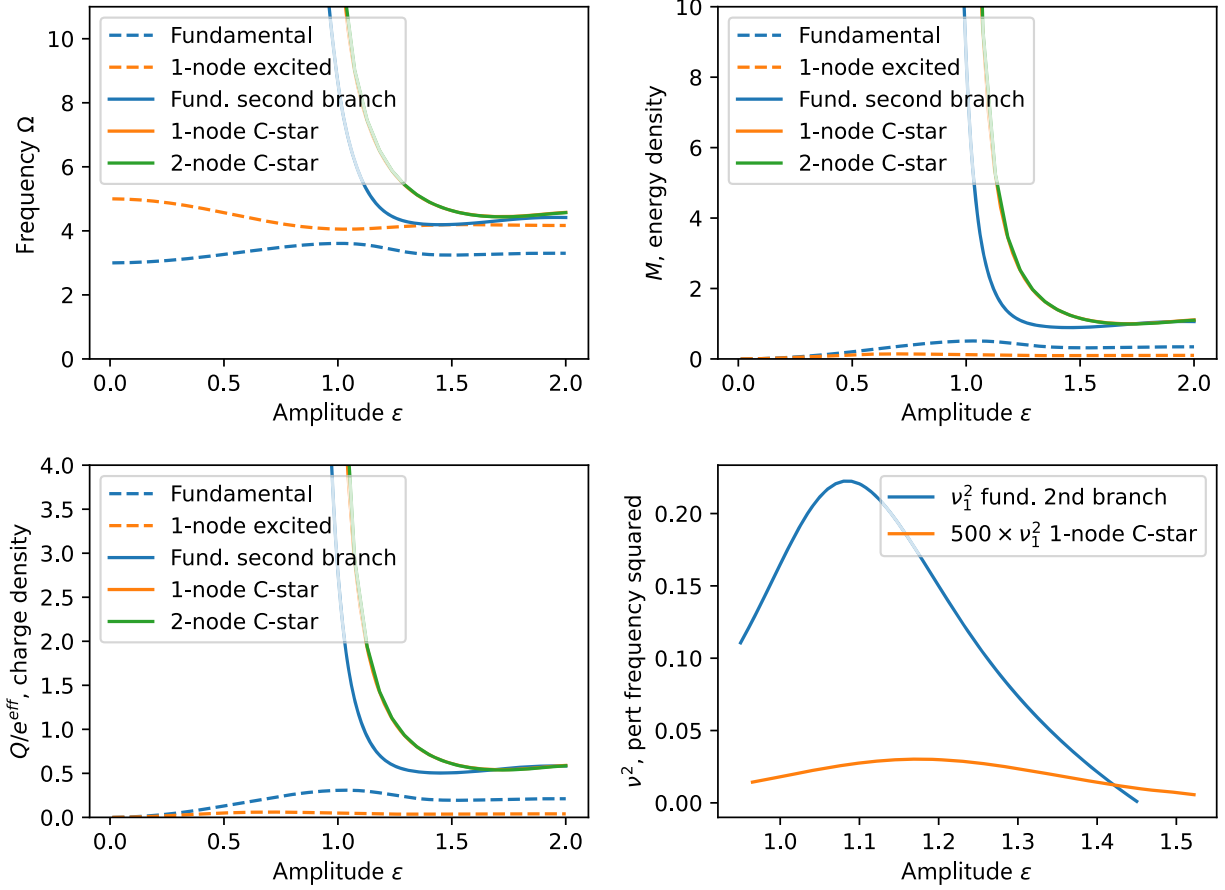 Frequency Ω
10
8
6
4
2
0
Fundamental
1-node excited
Fund. second branch
1-node C-star
2-node C-star
0.0 0.5 1.0 1.5 2.0
Amplitude ε
M, energy density
10
8
6
4
2
0
Fundamental
1-node excited
Fund. second branch
1-node C-star
2-node C-star
0.0 0.5 1.0 1.5 2.0
Amplitude ε
Q/e^{eff}, charge density
4.0
3.5
3.0
2.5
2.0
1.5
1.0
0.5
0.0
Fundamental
1-node excited
Fund. second branch
1-node C-star
2-node C-star
0.0 0.5 1.0 1.5 2.0
Amplitude ε
ν², pert frequency squared
0.20
0.15
0.10
0.05
0.00
ν₁² fund. 2nd branch
500 × ν₁² 1-node C-star
1.0 1.1 1.2 1.3 1.4 1.5
Amplitude ε